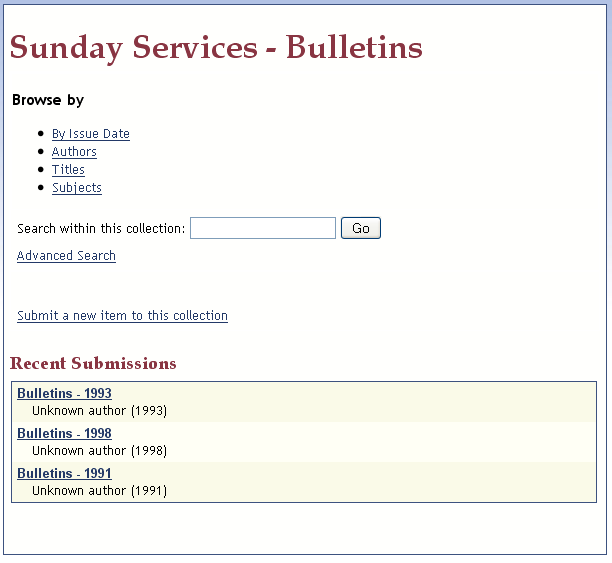 Sunday Services - Bulletins
Browse by
By Issue Date
Authors
Titles
Subjects
Search within this collection: Go
Advanced Search
Submit a new item to this collection
Recent Submissions
Bulletins - 1993
Unknown author (1993)
Bulletins - 1998
Unknown author (1998)
Bulletins - 1991
Unknown author (1991)